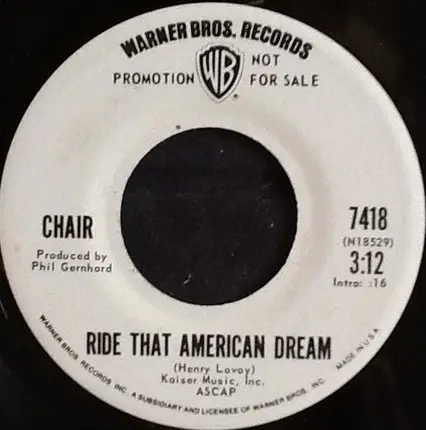 WARNER BROS. RECORDS
WB
®
PROMOTION NOT
FOR SALE
CHAIR
Produced by
Phil Gernhard
7418
(N18529)
3:12
Intro: :16
RIDE THAT AMERICAN DREAM
(Henry Lovoy)
Kaiser Music, Inc.
ASCAP
WARNER BROS RECORDS INC. A SUBSIDIARY AND LICENSEE OF WARNER BROS. INC. MADE IN U.S.A.